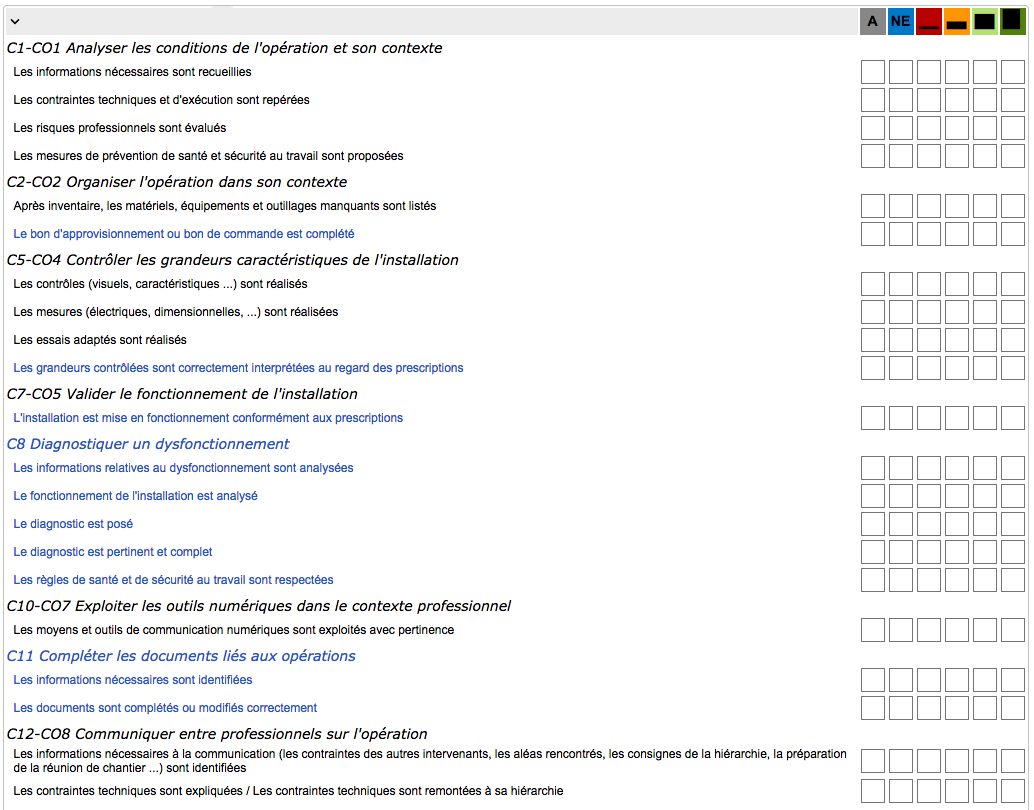 A NE
C1-CO1 Analyser les conditions de l'opération et son contexte
Les informations nécessaires sont recueillies
Les contraintes techniques et d'exécution sont repérées
Les risques professionnels sont évalués
Les mesures de prévention de santé et sécurité au travail sont proposées
C2-CO2 Organiser l'opération dans son contexte
Après inventaire, les matériels, équipements et outillages manquants sont listés
Le bon d'approvisionnement ou bon de commande est complété
C5-CO4 Contrôler les grandeurs caractéristiques de l'installation
Les contrôles (visuels, caractéristiques ...) sont réalisés
Les mesures (électriques, dimensionnelles, ...) sont réalisées
Les essais adaptés sont réalisés
Les grandeurs contrôlées sont correctement interprétées au regard des prescriptions
C7-CO5 Valider le fonctionnement de l'installation
L'installation est mise en fonctionnement conformément aux prescriptions
C8 Diagnostiquer un dysfonctionnement
Les informations relatives au dysfonctionnement sont analysées
Le fonctionnement de l'installation est analysé
Le diagnostic est posé
Le diagnostic est pertinent et complet
Les règles de santé et de sécurité au travail sont respectées
C10-CO7 Exploiter les outils numériques dans le contexte professionnel
Les moyens et outils de communication numériques sont exploités avec pertinence
C11 Compléter les documents liés aux opérations
Les informations nécessaires sont identifiées
Les documents sont complétés ou modifiés correctement
C12-CO8 Communiquer entre professionnels sur l'opération
Les informations nécessaires à la communication (les contraintes des autres intervenants, les aléas rencontrés, les consignes de la hiérarchie, la préparation
de la réunion de chantier ...) sont identifiées
Les contraintes techniques sont expliquées / Les contraintes techniques sont remontées à sa hiérarchie